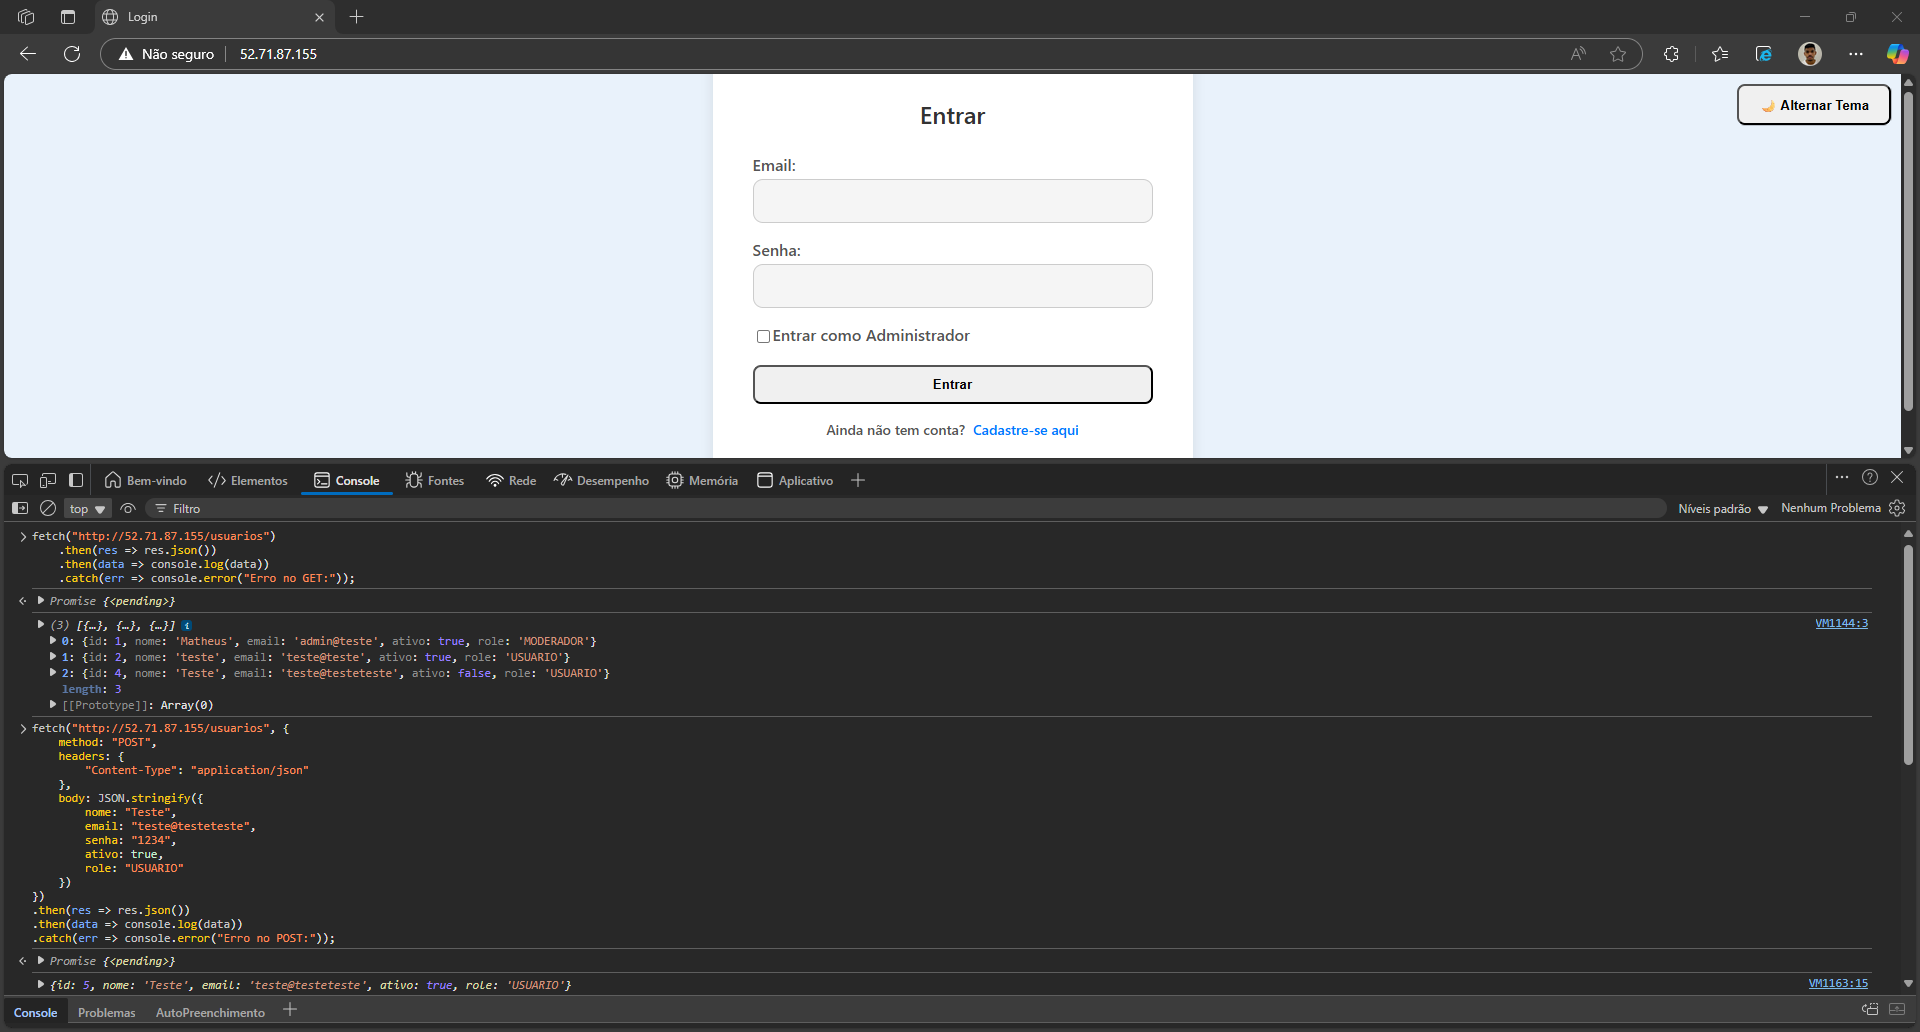 Login
Não seguro
52.71.87.155
Alternar Tema
Entrar
Email:
Senha:
Entrar como Administrador
Entrar
Ainda não tem conta? Cadastre-se aqui
Bem-vindo
Elementos
Console
Fontes
Rede
Desempenho
Memória
Aplicativo
top
Filtro
Níveis padrão
Nenhum Problema
fetch("http://52.71.87.155/usuarios")
.then(res => res.json())
.then(data => console.log(data))
.catch(err => console.error("Erro no GET:"));
Promise {<pending>}
(3) [{…}, {…}, {…}] i
VM1144:3
0: {id: 1, nome: 'Matheus', email: 'admin@teste', ativo: true, role: 'MODERADOR'}
1: {id: 2, nome: 'teste', email: 'teste@teste', ativo: true, role: 'USUARIO'}
2: {id: 4, nome: 'Teste', email: 'teste@testeteste', ativo: false, role: 'USUARIO'}
length: 3
[[Prototype]]: Array(0)
fetch("http://52.71.87.155/usuarios", {
method: "POST",
headers: {
"Content-Type": "application/json"
},
body: JSON.stringify({
nome: "Teste",
email: "teste@testeteste",
senha: "1234",
ativo: true,
role: "USUARIO"
})
})
.then(res => res.json())
.then(data => console.log(data))
.catch(err => console.error("Erro no POST:"));
Promise {<pending>}
{id: 5, nome: 'Teste', email: 'teste@testeteste', ativo: true, role: 'USUARIO'}
VM1163:15
Console
Problemas
AutoPreenchimento